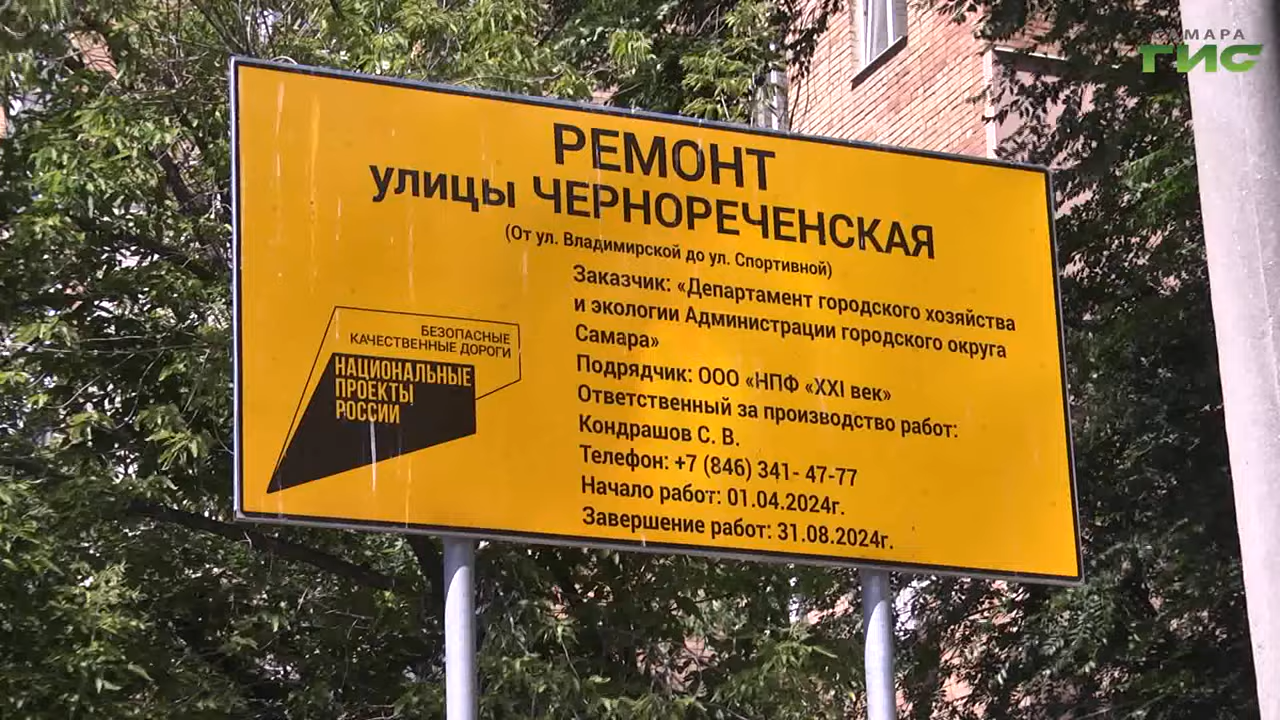 САМАРА
ГИС
РЕМОНТ
улицы ЧЕРНОРЕЧЕНСКАЯ
(От ул. Владимирской до ул. Спортивной)
Заказчик: «Департамент городского хозяйства
и экологии Администрации городского округа
Самара»
Подрядчик: ООО «НПФ «XXI век»
Ответственный за производство работ:
Кондрашов С. В.
Телефон: +7 (846) 341- 47-77
Начало работ: 01.04.2024г.
Завершение работ: 31.08.2024г.
БЕЗОПАСНЫЕ
КАЧЕСТВЕННЫЕ ДОРОГИ
НАЦИОНАЛЬНЫЕ
ПРОЕКТЫ
РОССИИ